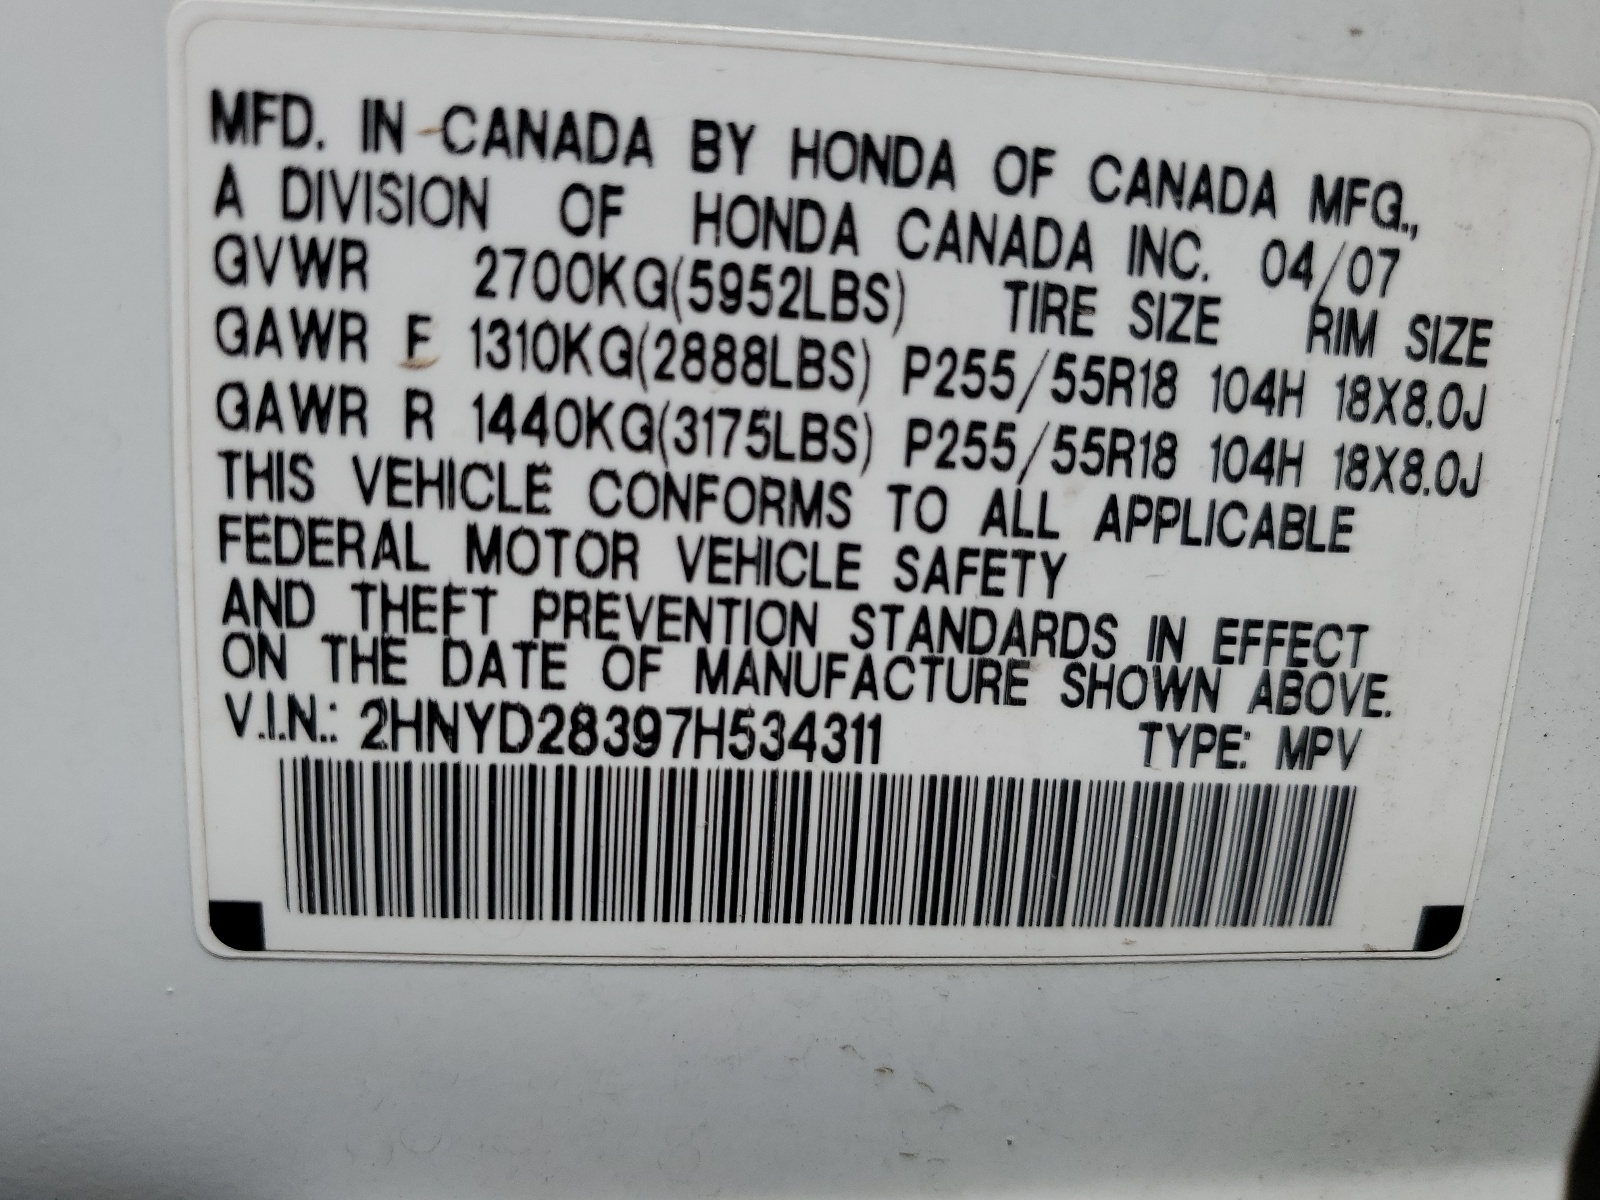 MFD. IN CANADA BY HONDA OF CANADA MFG.,
A DIVISION OF HONDA CANADA INC. 04/07
GVWR 2700KG(5952LBS) TIRE SIZE RIM SIZE
GAWR F 1310KG(2888LBS) P255/55R18 104H 18X8.0J
GAWR R 1440KG(3175LBS) P255/55R18 104H 18X8.0J
THIS VEHICLE CONFORMS TO ALL APPLICABLE
FEDERAL MOTOR VEHICLE SAFETY
AND THEFT PREVENTION STANDARDS IN EFFECT
ON THE DATE OF MANUFACTURE SHOWN ABOVE.
V.I.N.: 2HNYD28397H534311 TYPE: MPV